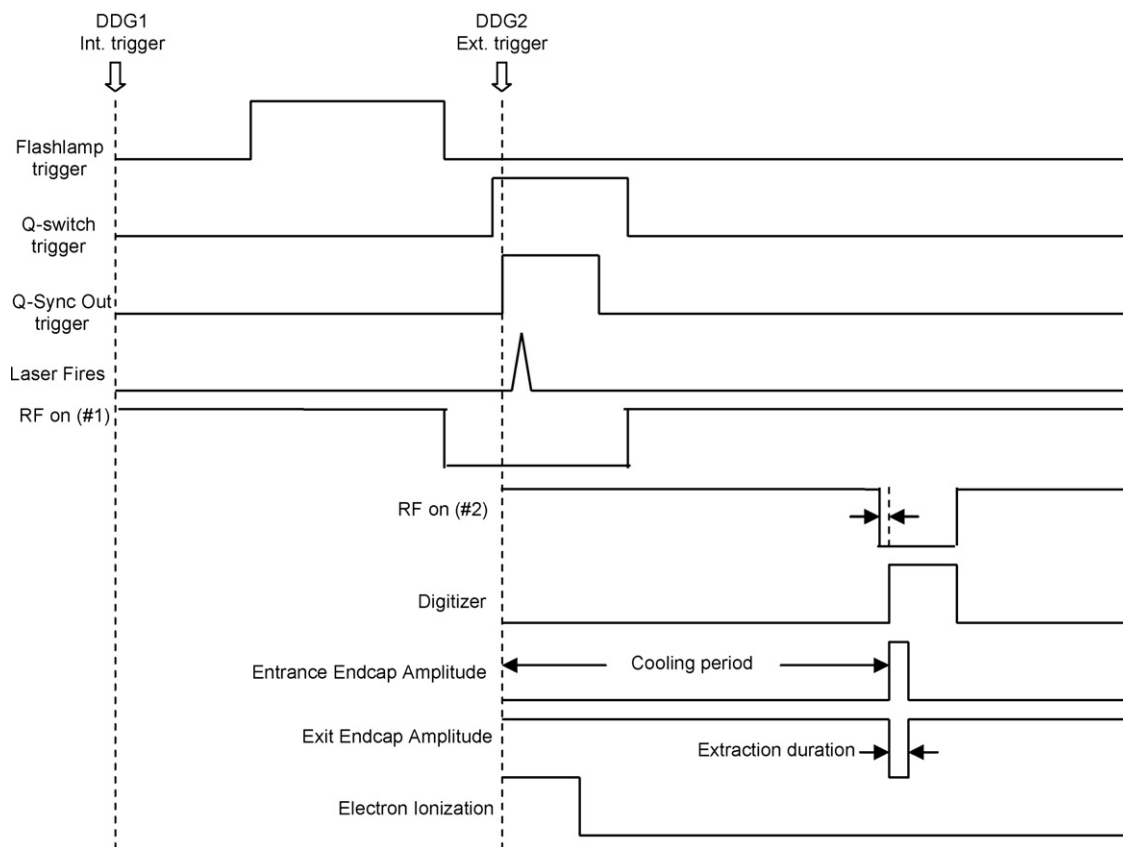 DDG1
Int. trigger
DDG2
Ext. trigger
Flashlamp
trigger
Q-switch
trigger
Q-Sync Out
trigger
Laser Fires
RF on (#1)
RF on (#2)
Digitizer
Entrance Endcap Amplitude
Cooling period
Exit Endcap Amplitude
Extraction duration
Electron Ionization